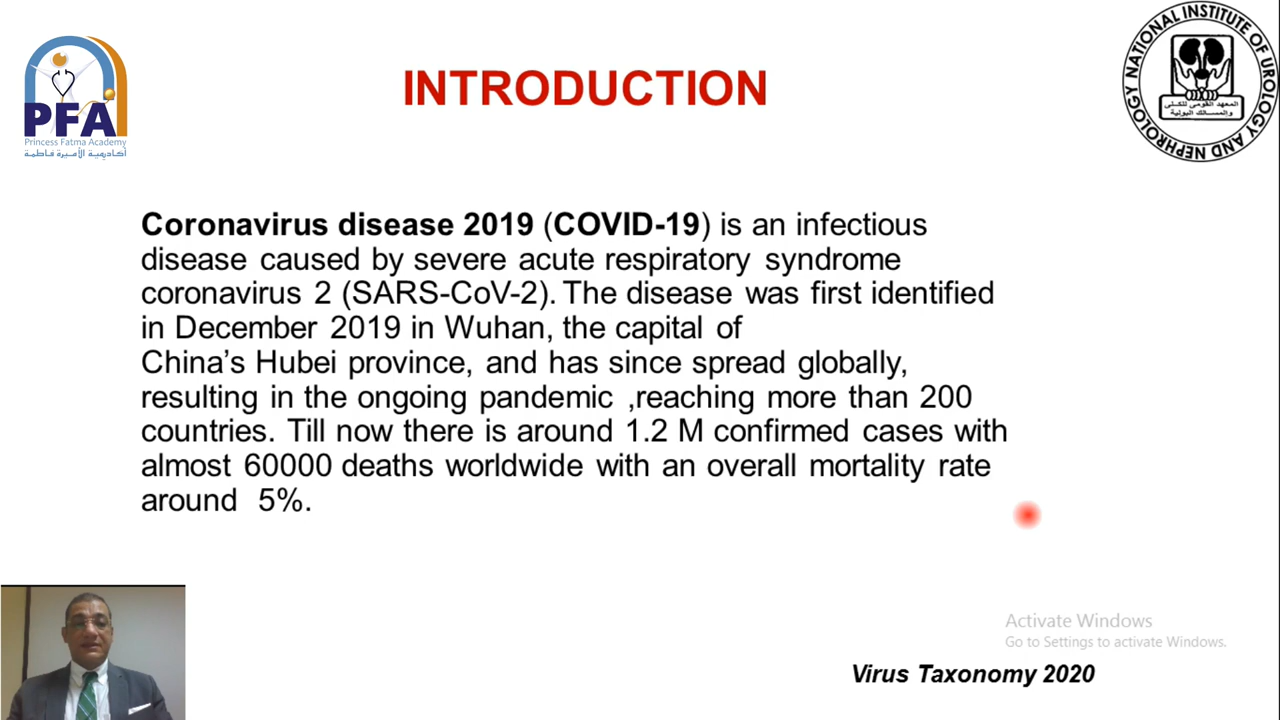 PFA
Princess Fatma Academy
أكاديمية الأميرة فاطمة
INTRODUCTION
NATIONAL INSTITUTE OF UROLOGY AND NEPHROLOGY
المعهد القومى للكلى
والمسالك البولية
Coronavirus disease 2019 (COVID-19) is an infectious
disease caused by severe acute respiratory syndrome
coronavirus 2 (SARS-CoV-2). The disease was first identified
in December 2019 in Wuhan, the capital of
China’s Hubei province, and has since spread globally,
resulting in the ongoing pandemic ,reaching more than 200
countries. Till now there is around 1.2 M confirmed cases with
almost 60000 deaths worldwide with an overall mortality rate
around 5%.
Activate Windows
Go to Settings to activate Windows.
Virus Taxonomy 2020